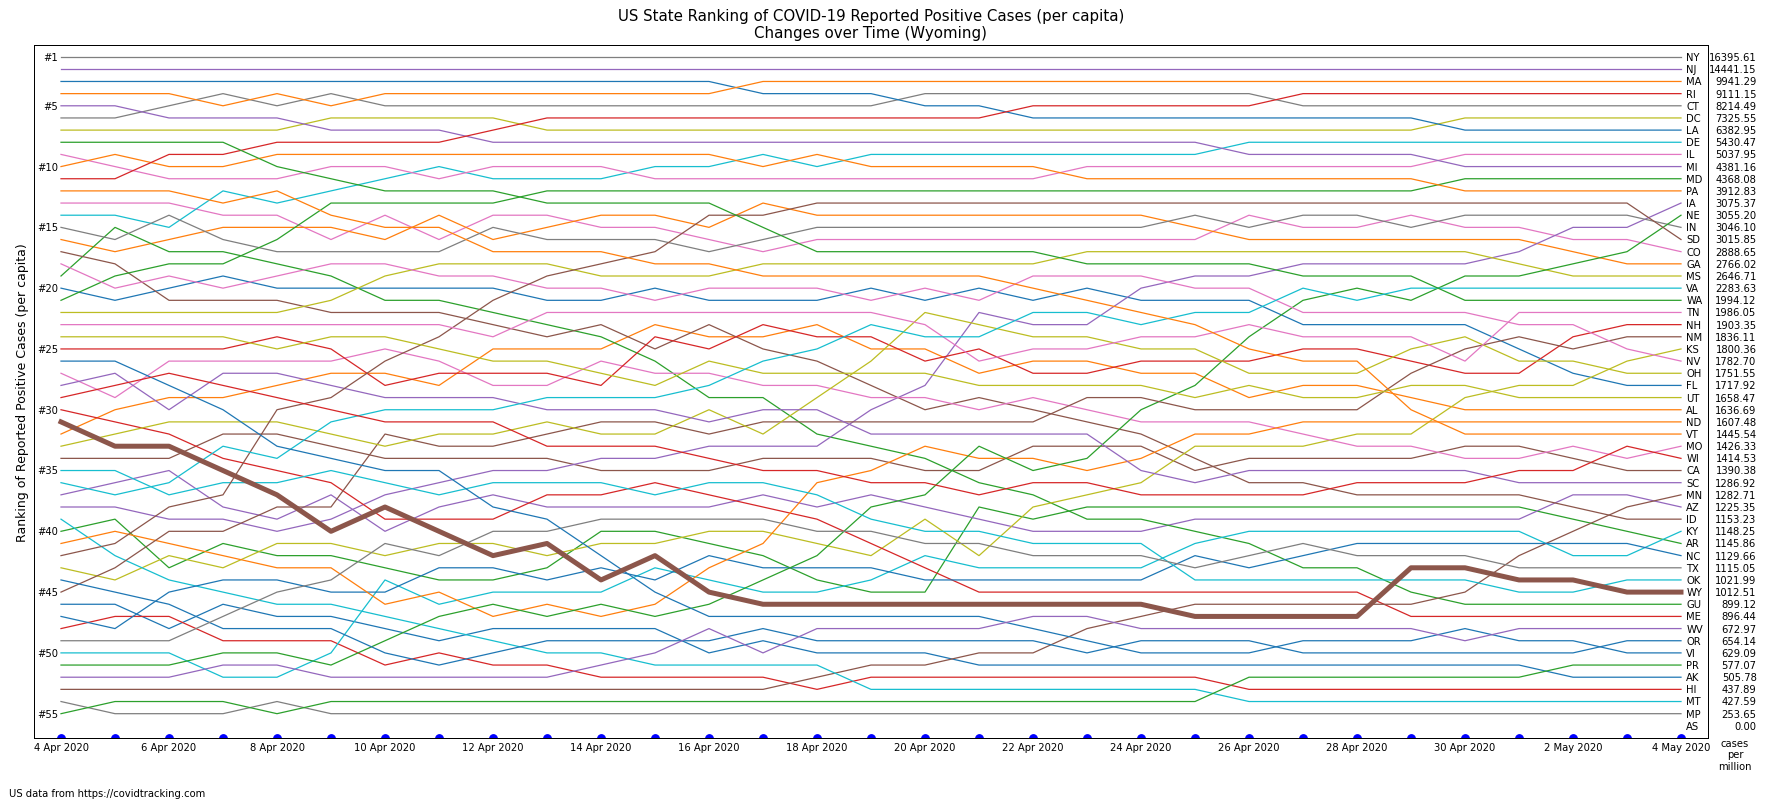 US State Ranking of COVID-19 Reported Positive Cases (per capita)
Changes over Time (Wyoming)
Ranking of Reported Positive Cases (per capita)
#1
#5
#10
#15
#20
#25
#30
#35
#40
#45
#50
#55
NY 16395.61
NJ 14441.15
MA 9941.29
RI 9111.15
CT 8214.49
DC 7325.55
LA 6382.95
DE 5430.47
IL 5037.95
MI 4381.16
MD 4368.08
PA 3912.83
IA 3075.37
NE 3055.20
IN 3046.10
SD 3015.85
CO 2888.65
GA 2766.02
MS 2646.71
VA 2283.63
WA 1994.12
TN 1986.05
NH 1903.35
NM 1836.11
KS 1800.36
NV 1782.70
OH 1751.55
FL 1717.92
UT 1658.47
AL 1636.69
ND 1607.48
VT 1445.54
MO 1426.33
WI 1414.53
CA 1390.38
SC 1286.92
MN 1282.71
AZ 1225.35
ID 1153.23
KY 1148.25
AR 1145.86
NC 1129.66
TX 1115.05
OK 1021.99
WY 1012.51
GU 899.12
ME 896.44
WV 672.97
OR 654.14
VI 629.09
PR 577.07
AK 505.78
HI 437.89
MT 427.59
MP 253.65
AS 0.00
4 Apr 2020 6 Apr 2020 8 Apr 2020 10 Apr 2020 12 Apr 2020 14 Apr 2020 16 Apr 2020 18 Apr 2020 20 Apr 2020 22 Apr 2020 24 Apr 2020 26 Apr 2020 28 Apr 2020 30 Apr 2020 2 May 2020 4 May 2020
cases
per
million
US data from https://covidtracking.com